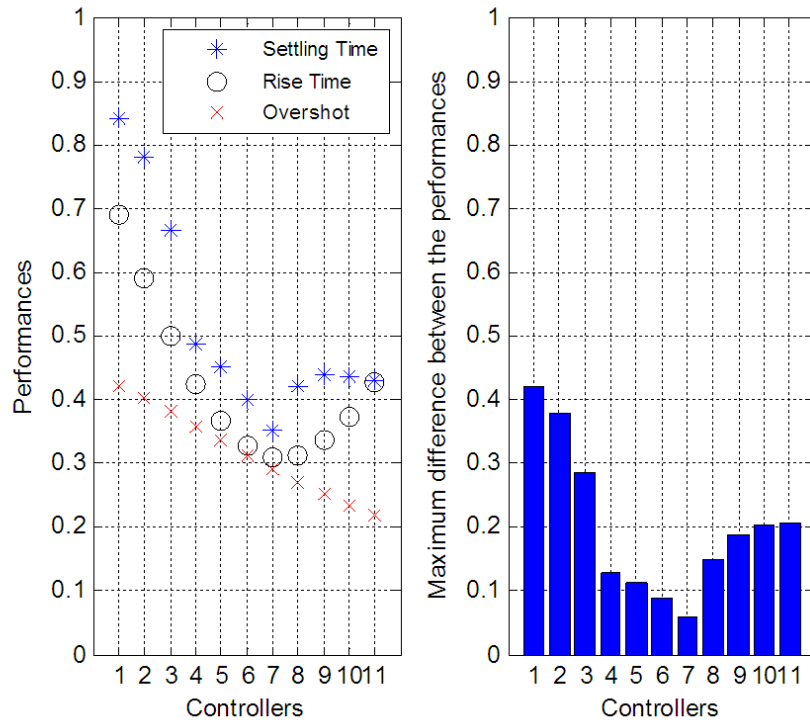 1
0.9
0.8
0.7
0.6
0.5
0.4
0.3
0.2
0.1
0
Performances
Settling Time
Rise Time
Overshot
1 2 3 4 5 6 7 8 9 10 11
Controllers
1
0.9
0.8
0.7
0.6
0.5
0.4
0.3
0.2
0.1
0
Maximum difference between the performances
1 2 3 4 5 6 7 8 9 10 11
Controllers